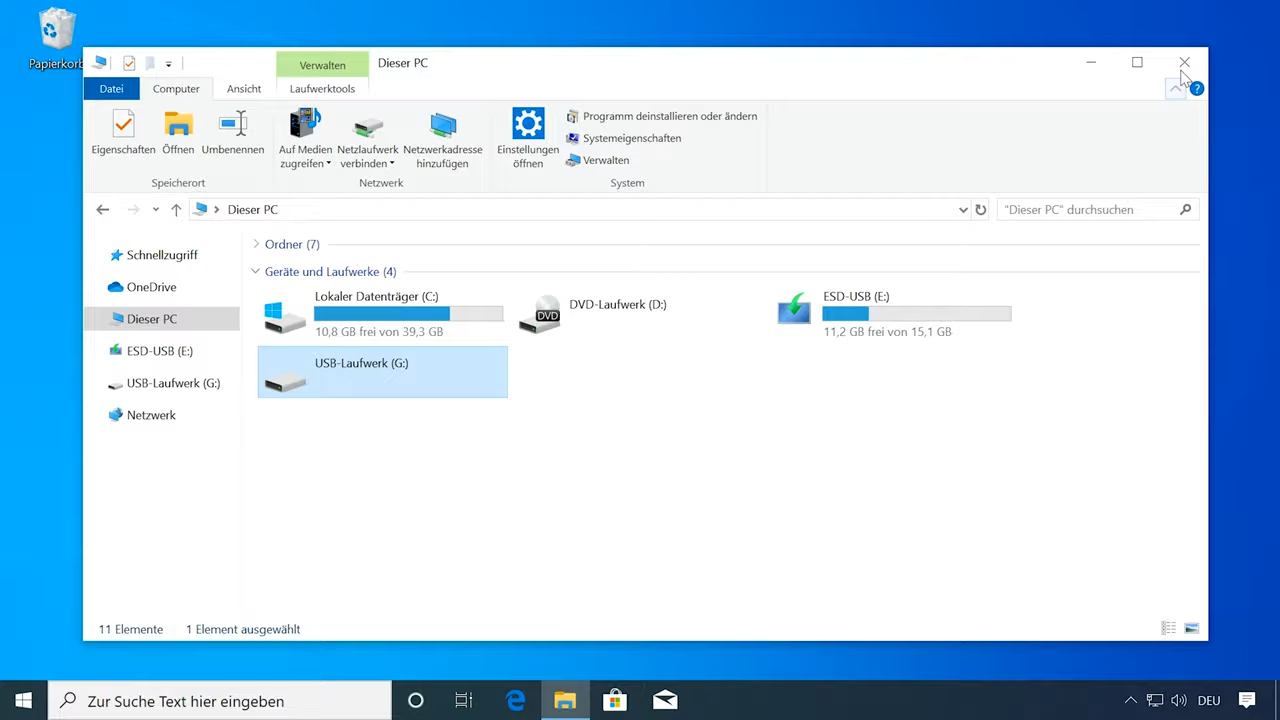 Papierkorb
Verwalten
Dieser PC
Datei
Computer
Ansicht
Laufwerktools
Eigenschaften
Öffnen
Umbenennen
Auf Medien
zugreifen
Netzlaufwerk
verbinden
Netzwerkadresse
hinzufügen
Einstellungen
öffnen
Programm deinstallieren oder ändern
Systemeigenschaften
Verwalten
Speicherort
Netzwerk
System
Dieser PC
"Dieser PC" durchsuchen
Schnellzugriff
OneDrive
Dieser PC
ESD-USB (E:)
USB-Laufwerk (G:)
Netzwerk
Ordner (7)
Geräte und Laufwerke (4)
Lokaler Datenträger (C:)
10,8 GB frei von 39,3 GB
DVD
DVD-Laufwerk (D:)
ESD-USB (E:)
11,2 GB frei von 15,1 GB
USB-Laufwerk (G:)
11 Elemente
1 Element ausgewählt
Zur Suche Text hier eingeben
DEU